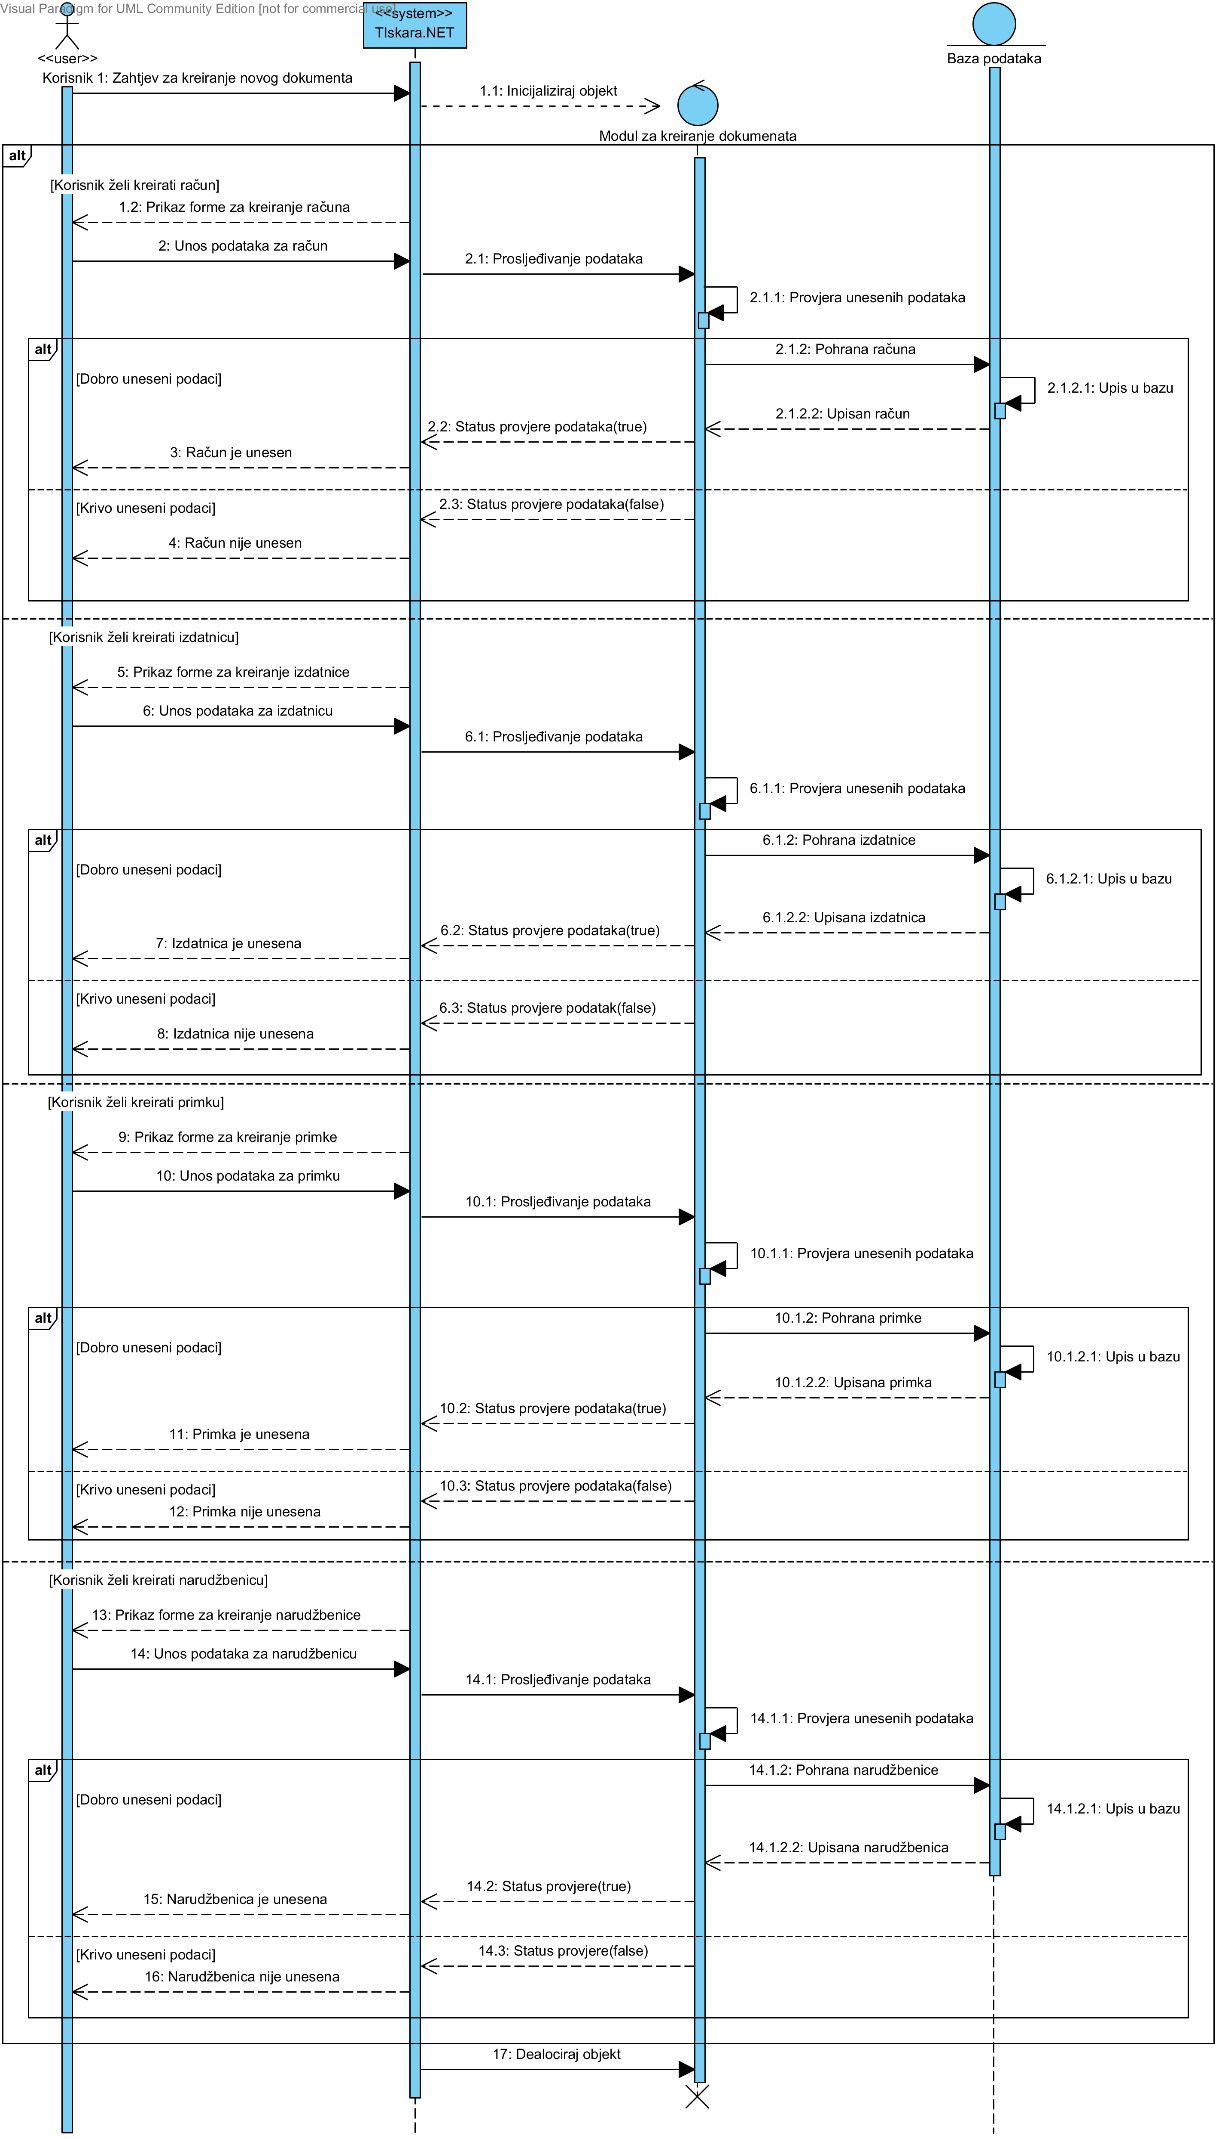 Visual Paradigm for UML Community Edition [not for commercial use]
<<system>>
TIskara.NET
<<user>>
Baza podataka
Korisnik 1: Zahtjev za kreiranje novog dokumenta
1.1: Inicijaliziraj objekt
Modul za kreiranje dokumenata
alt
[Korisnik želi kreirati račun]
1.2: Prikaz forme za kreiranje računa
2: Unos podataka za račun
2.1: Prosljeđivanje podataka
2.1.1: Provjera unesenih podataka
alt
2.1.2: Pohrana računa
[Dobro uneseni podaci]
2.1.2.1: Upis u bazu
2.1.2.2: Upisan račun
2.2: Status provjere podataka(true)
3: Račun je unesen
[Krivo uneseni podaci]
2.3: Status provjere podataka(false)
4: Račun nije unesen
[Korisnik želi kreirati izdatnicu]
5: Prikaz forme za kreiranje izdatnice
6: Unos podataka za izdatnicu
6.1: Prosljeđivanje podataka
6.1.1: Provjera unesenih podataka
alt
6.1.2: Pohrana izdatnice
[Dobro uneseni podaci]
6.1.2.1: Upis u bazu
6.1.2.2: Upisana izdatnica
6.2: Status provjere podataka(true)
7: Izdatnica je unesena
[Krivo uneseni podaci]
6.3: Status provjere podatak(false)
8: Izdatnica nije unesena
[Korisnik želi kreirati primku]
9: Prikaz forme za kreiranje primke
10: Unos podataka za primku
10.1: Prosljeđivanje podataka
10.1.1: Provjera unesenih podataka
alt
10.1.2: Pohrana primke
[Dobro uneseni podaci]
10.1.2.1: Upis u bazu
10.1.2.2: Upisana primka
10.2: Status provjere podataka(true)
11: Primka je unesena
[Krivo uneseni podaci]
10.3: Status provjere podataka(false)
12: Primka nije unesena
[Korisnik želi kreirati narudžbenicu]
13: Prikaz forme za kreiranje narudžbenice
14: Unos podataka za narudžbenicu
14.1: Prosljeđivanje podataka
14.1.1: Provjera unesenih podataka
alt
14.1.2: Pohrana narudžbenice
[Dobro uneseni podaci]
14.1.2.1: Upis u bazu
14.1.2.2: Upisana narudžbenica
14.2: Status provjere(true)
15: Narudžbenica je unesena
[Krivo uneseni podaci]
14.3: Status provjere(false)
16: Narudžbenica nije unesena
17: Dealociraj objekt